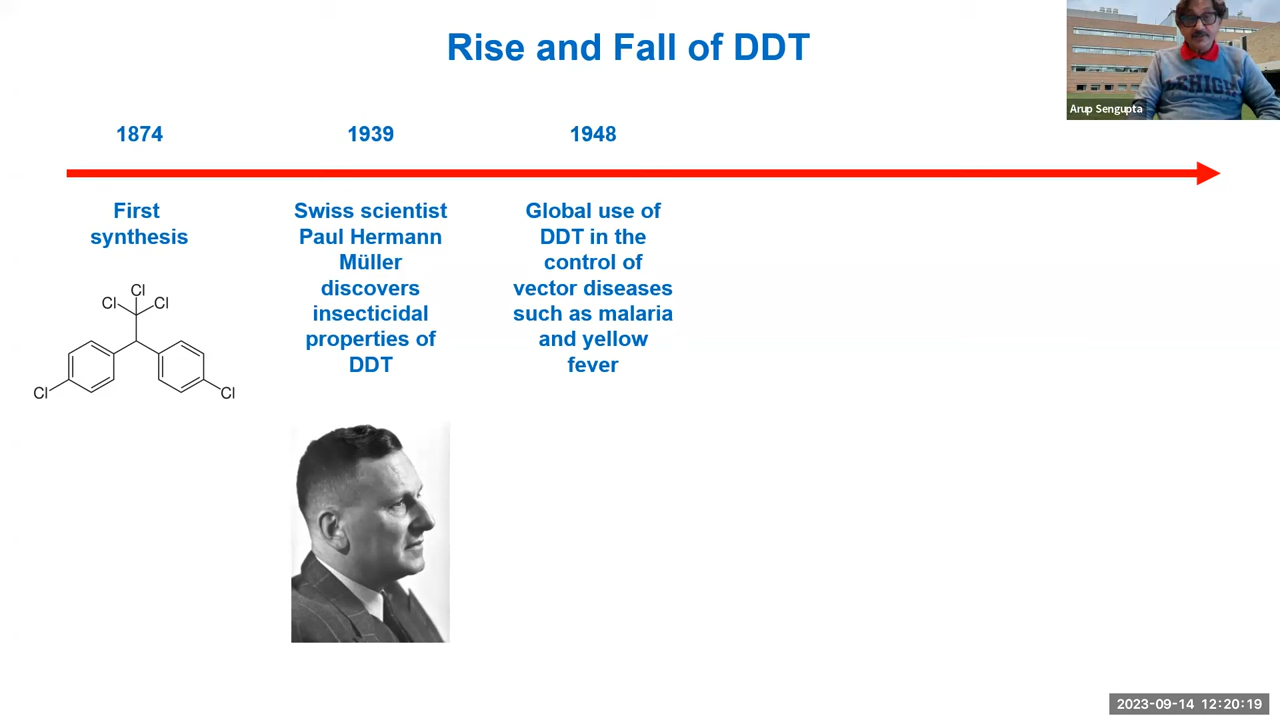 Rise and Fall of DDT
LEHIGH
Arup Sengupta
1874
1939
1948
First
synthesis
Swiss scientist
Paul Hermann
Müller
discovers
insecticidal
properties of
DDT
Global use of
DDT in the
control of
vector diseases
such as malaria
and yellow
fever
Cl
Cl
Cl
Cl
Cl
2023-09-14 12:20:19